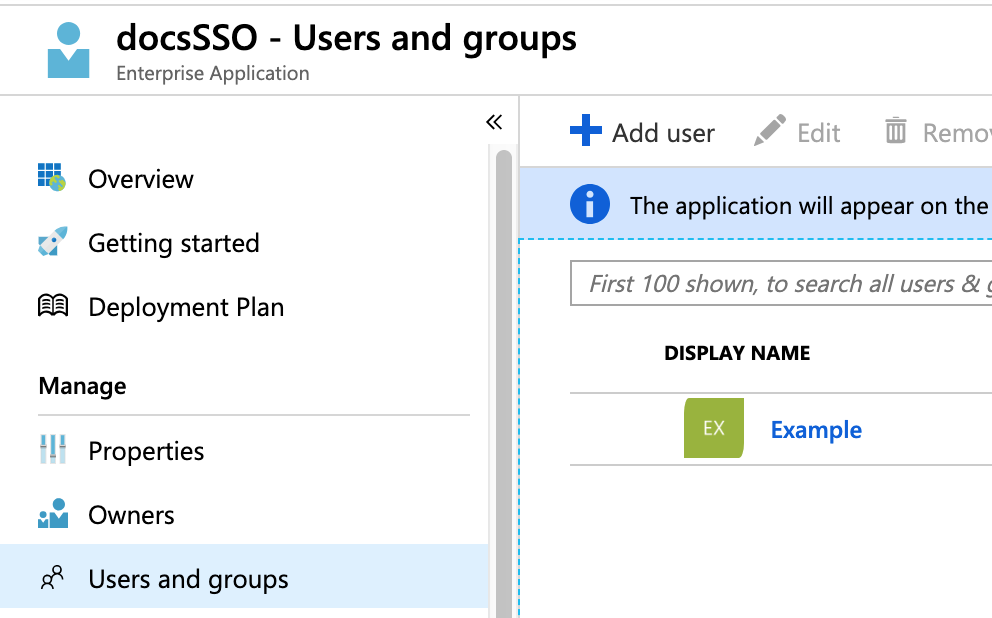 docsSSO - Users and groups
Enterprise Application
«
Overview
Getting started
Deployment Plan
Manage
Properties
Owners
Users and groups
Add user
Edit
The application will appear on the
First 100 shown, to search all users &
DISPLAY NAME
EX
Example